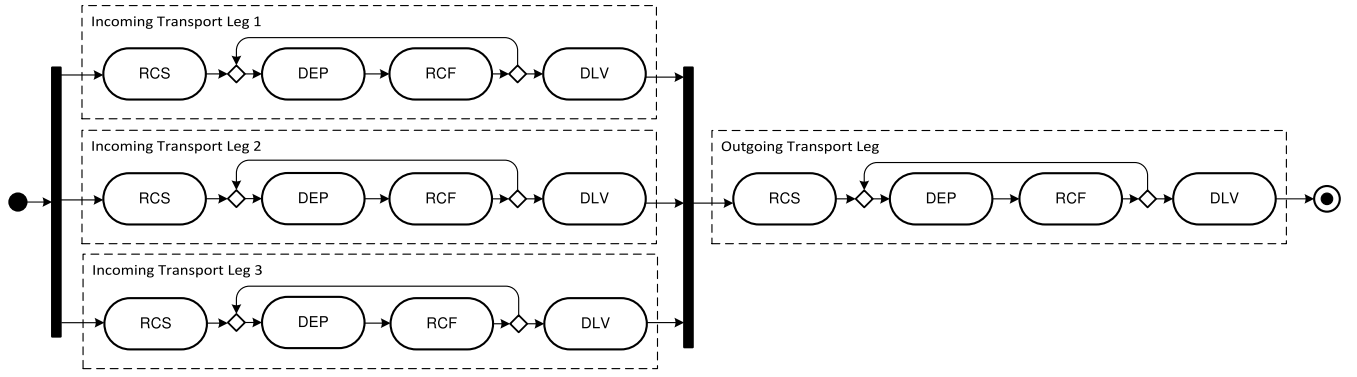 Incoming Transport Leg 1
RCS DEP RCF DLV
Incoming Transport Leg 2
RCS DEP RCF DLV
Incoming Transport Leg 3
RCS DEP RCF DLV
Outgoing Transport Leg
RCS DEP RCF DLV